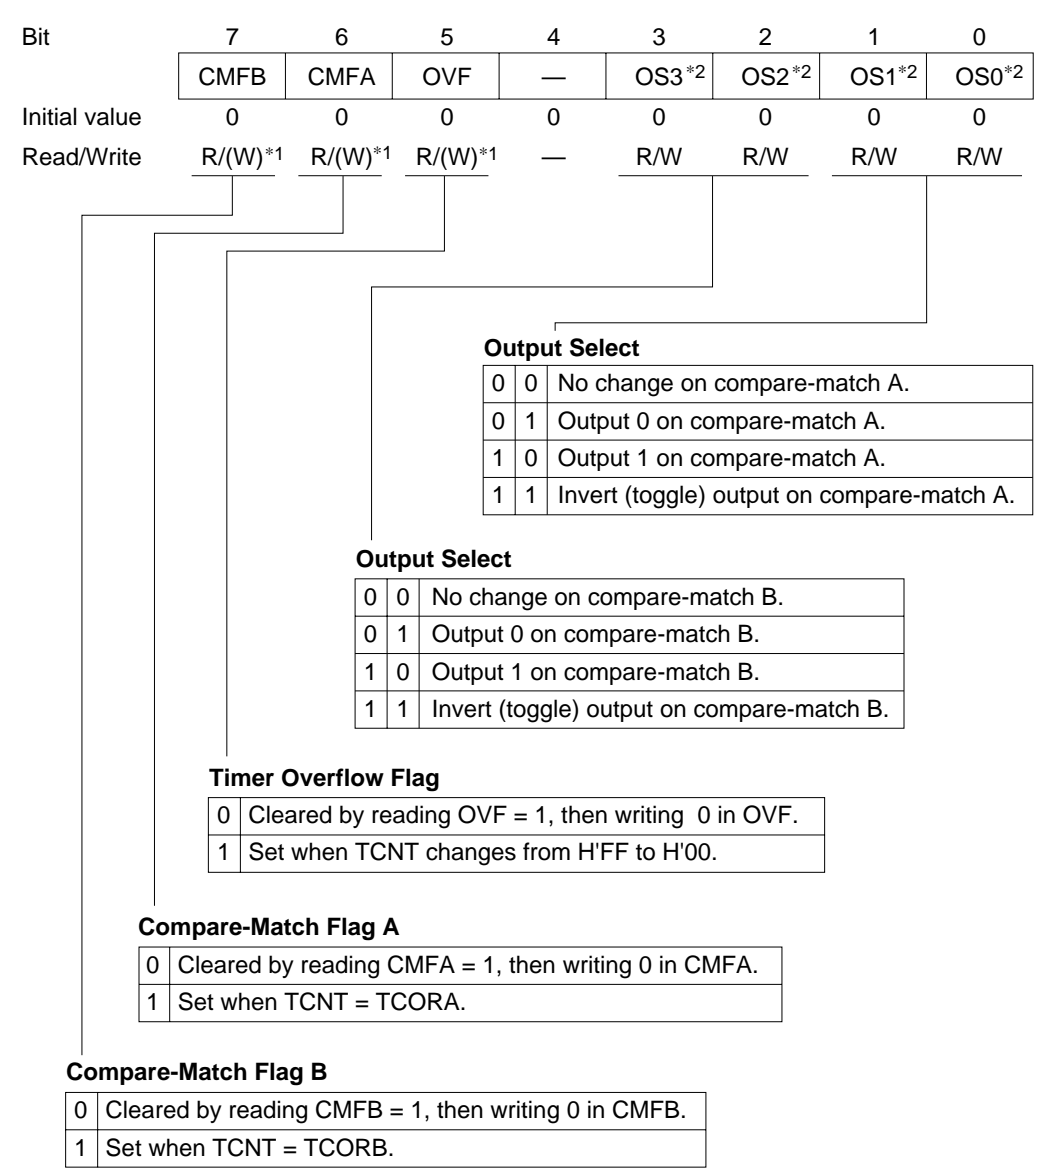 Bit 7 6 5 4 3 2 1 0
CMFB CMFA OVF — OS3*2 OS2*2 OS1*2 OS0*2
Initial value 0 0 0 0 0 0 0 0
Read/Write R/(W)*1 R/(W)*1 R/(W)*1 — R/W R/W R/W R/W
Output Select
0 0 No change on compare-match A.
0 1 Output 0 on compare-match A.
1 0 Output 1 on compare-match A.
1 1 Invert (toggle) output on compare-match A.
Output Select
0 0 No change on compare-match B.
0 1 Output 0 on compare-match B.
1 0 Output 1 on compare-match B.
1 1 Invert (toggle) output on compare-match B.
Timer Overflow Flag
0 Cleared by reading OVF = 1, then writing 0 in OVF.
1 Set when TCNT changes from H'FF to H'00.
Compare-Match Flag A
0 Cleared by reading CMFA = 1, then writing 0 in CMFA.
1 Set when TCNT = TCORA.
Compare-Match Flag B
0 Cleared by reading CMFB = 1, then writing 0 in CMFB.
1 Set when TCNT = TCORB.